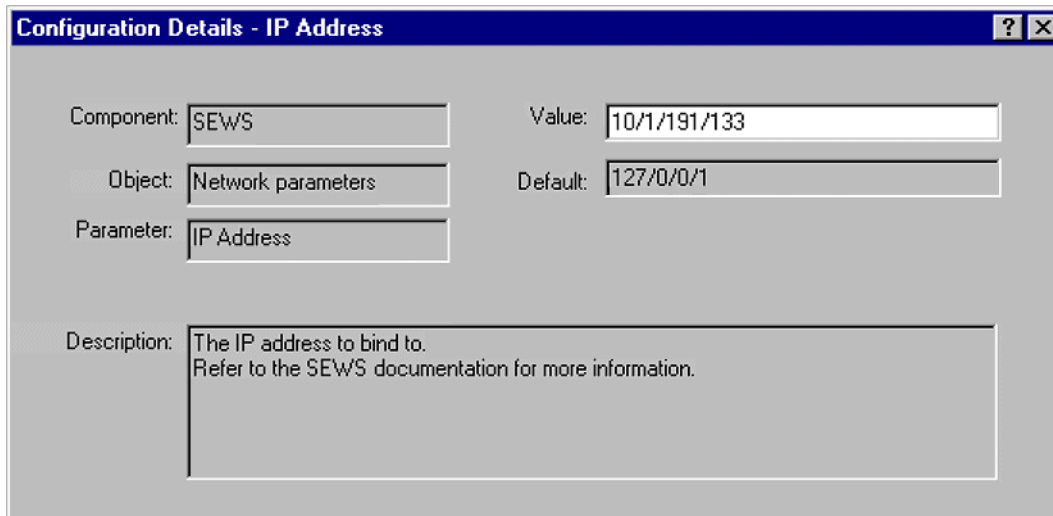 Configuration Details - IP Address
Component: SEWS
Value: 10/1/191/133
Object: Network parameters
Default: 127/0/0/1
Parameter: IP Address
Description: The IP address to bind to.
Refer to the SEWS documentation for more information.